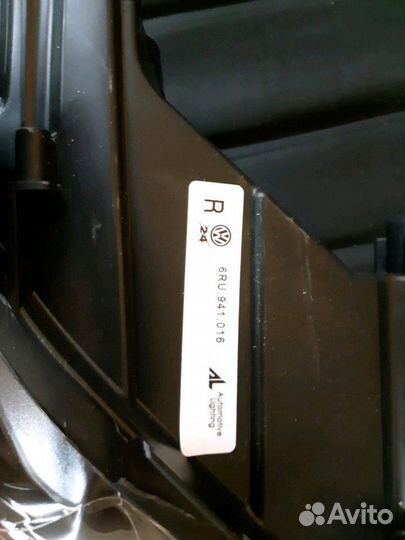 R
24
6RU.941.016
AL Automotive
Lighting
Avito